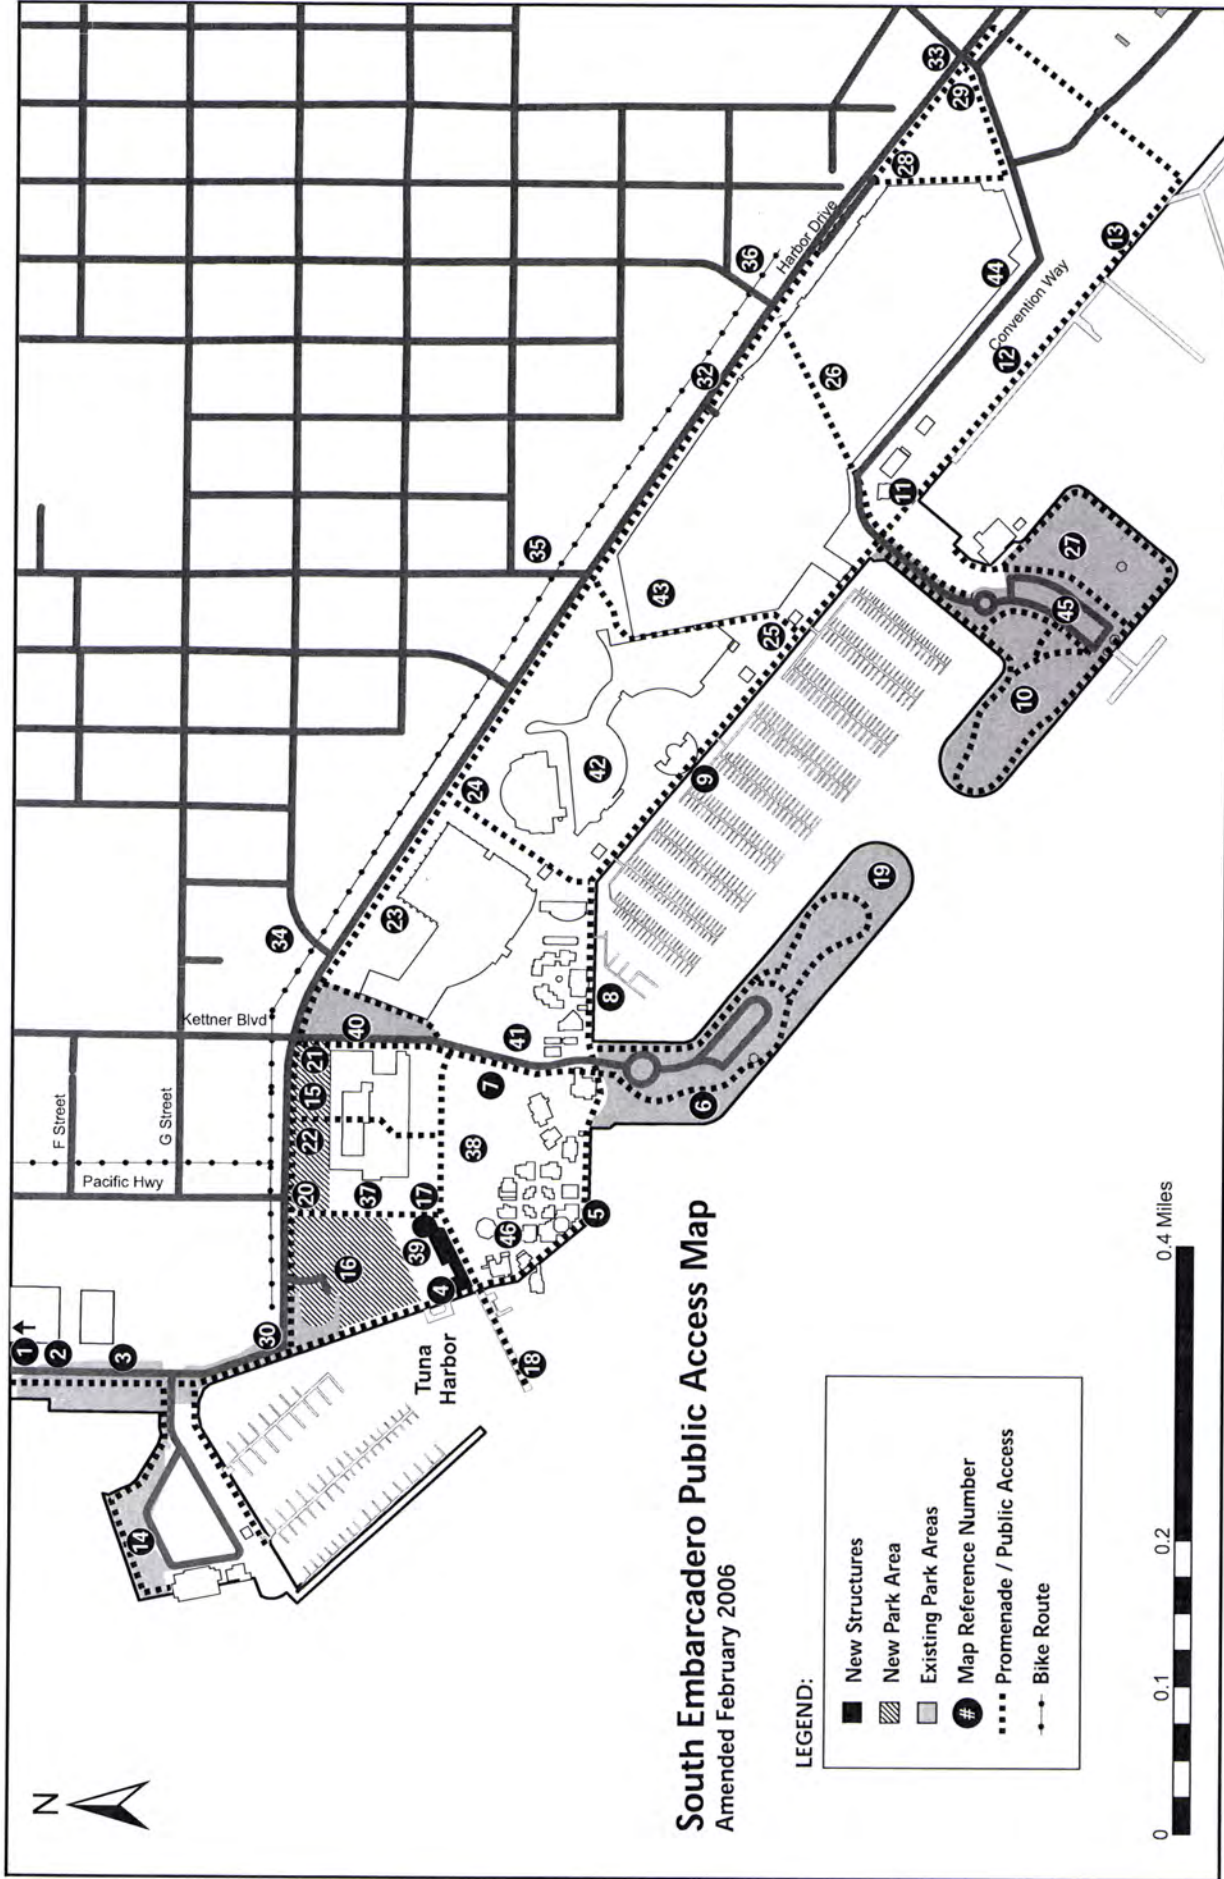 South Embarcadero Public Access Map
Amended February 2006
LEGEND:
New Structures
New Park Area
Existing Park Areas
# Map Reference Number
Promenade / Public Access
Bike Route
0 0.1 0.2 0.4 Miles
N
Tuna
Harbor
F Street
G Street
Pacific Hwy
Kettner Blvd
Harbor Drive
Convention Way
1
2
3
14
30
16
4
39
17
18
20
22
15
21
37
38
46
5
7
40
41
6
19
8
34
23
24
42
9
43
25
35
32
36
26
10
45
27
11
12
44
13
28
29
33